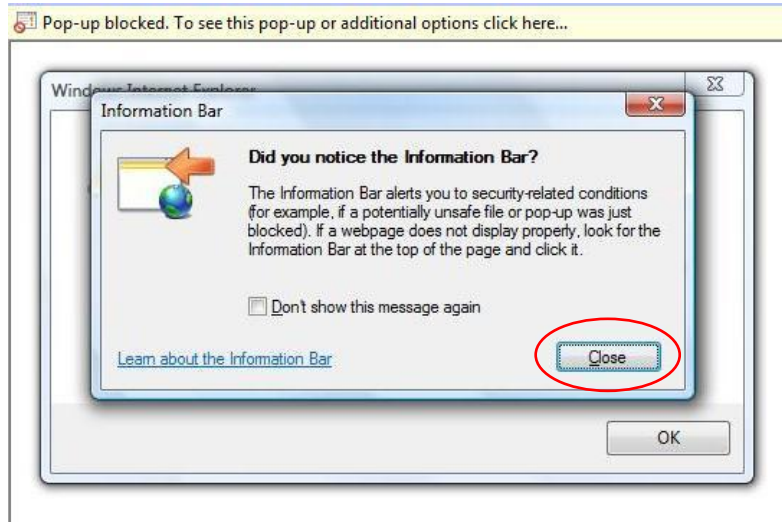 Pop-up blocked. To see this pop-up or additional options click here...
Windows Internet Explorer
Information Bar
Did you notice the Information Bar?
The Information Bar alerts you to security-related conditions
(for example, if a potentially unsafe file or pop-up was just
blocked). If a webpage does not display properly, look for the
Information Bar at the top of the page and click it.
Don't show this message again
Learn about the Information Bar
Close
OK